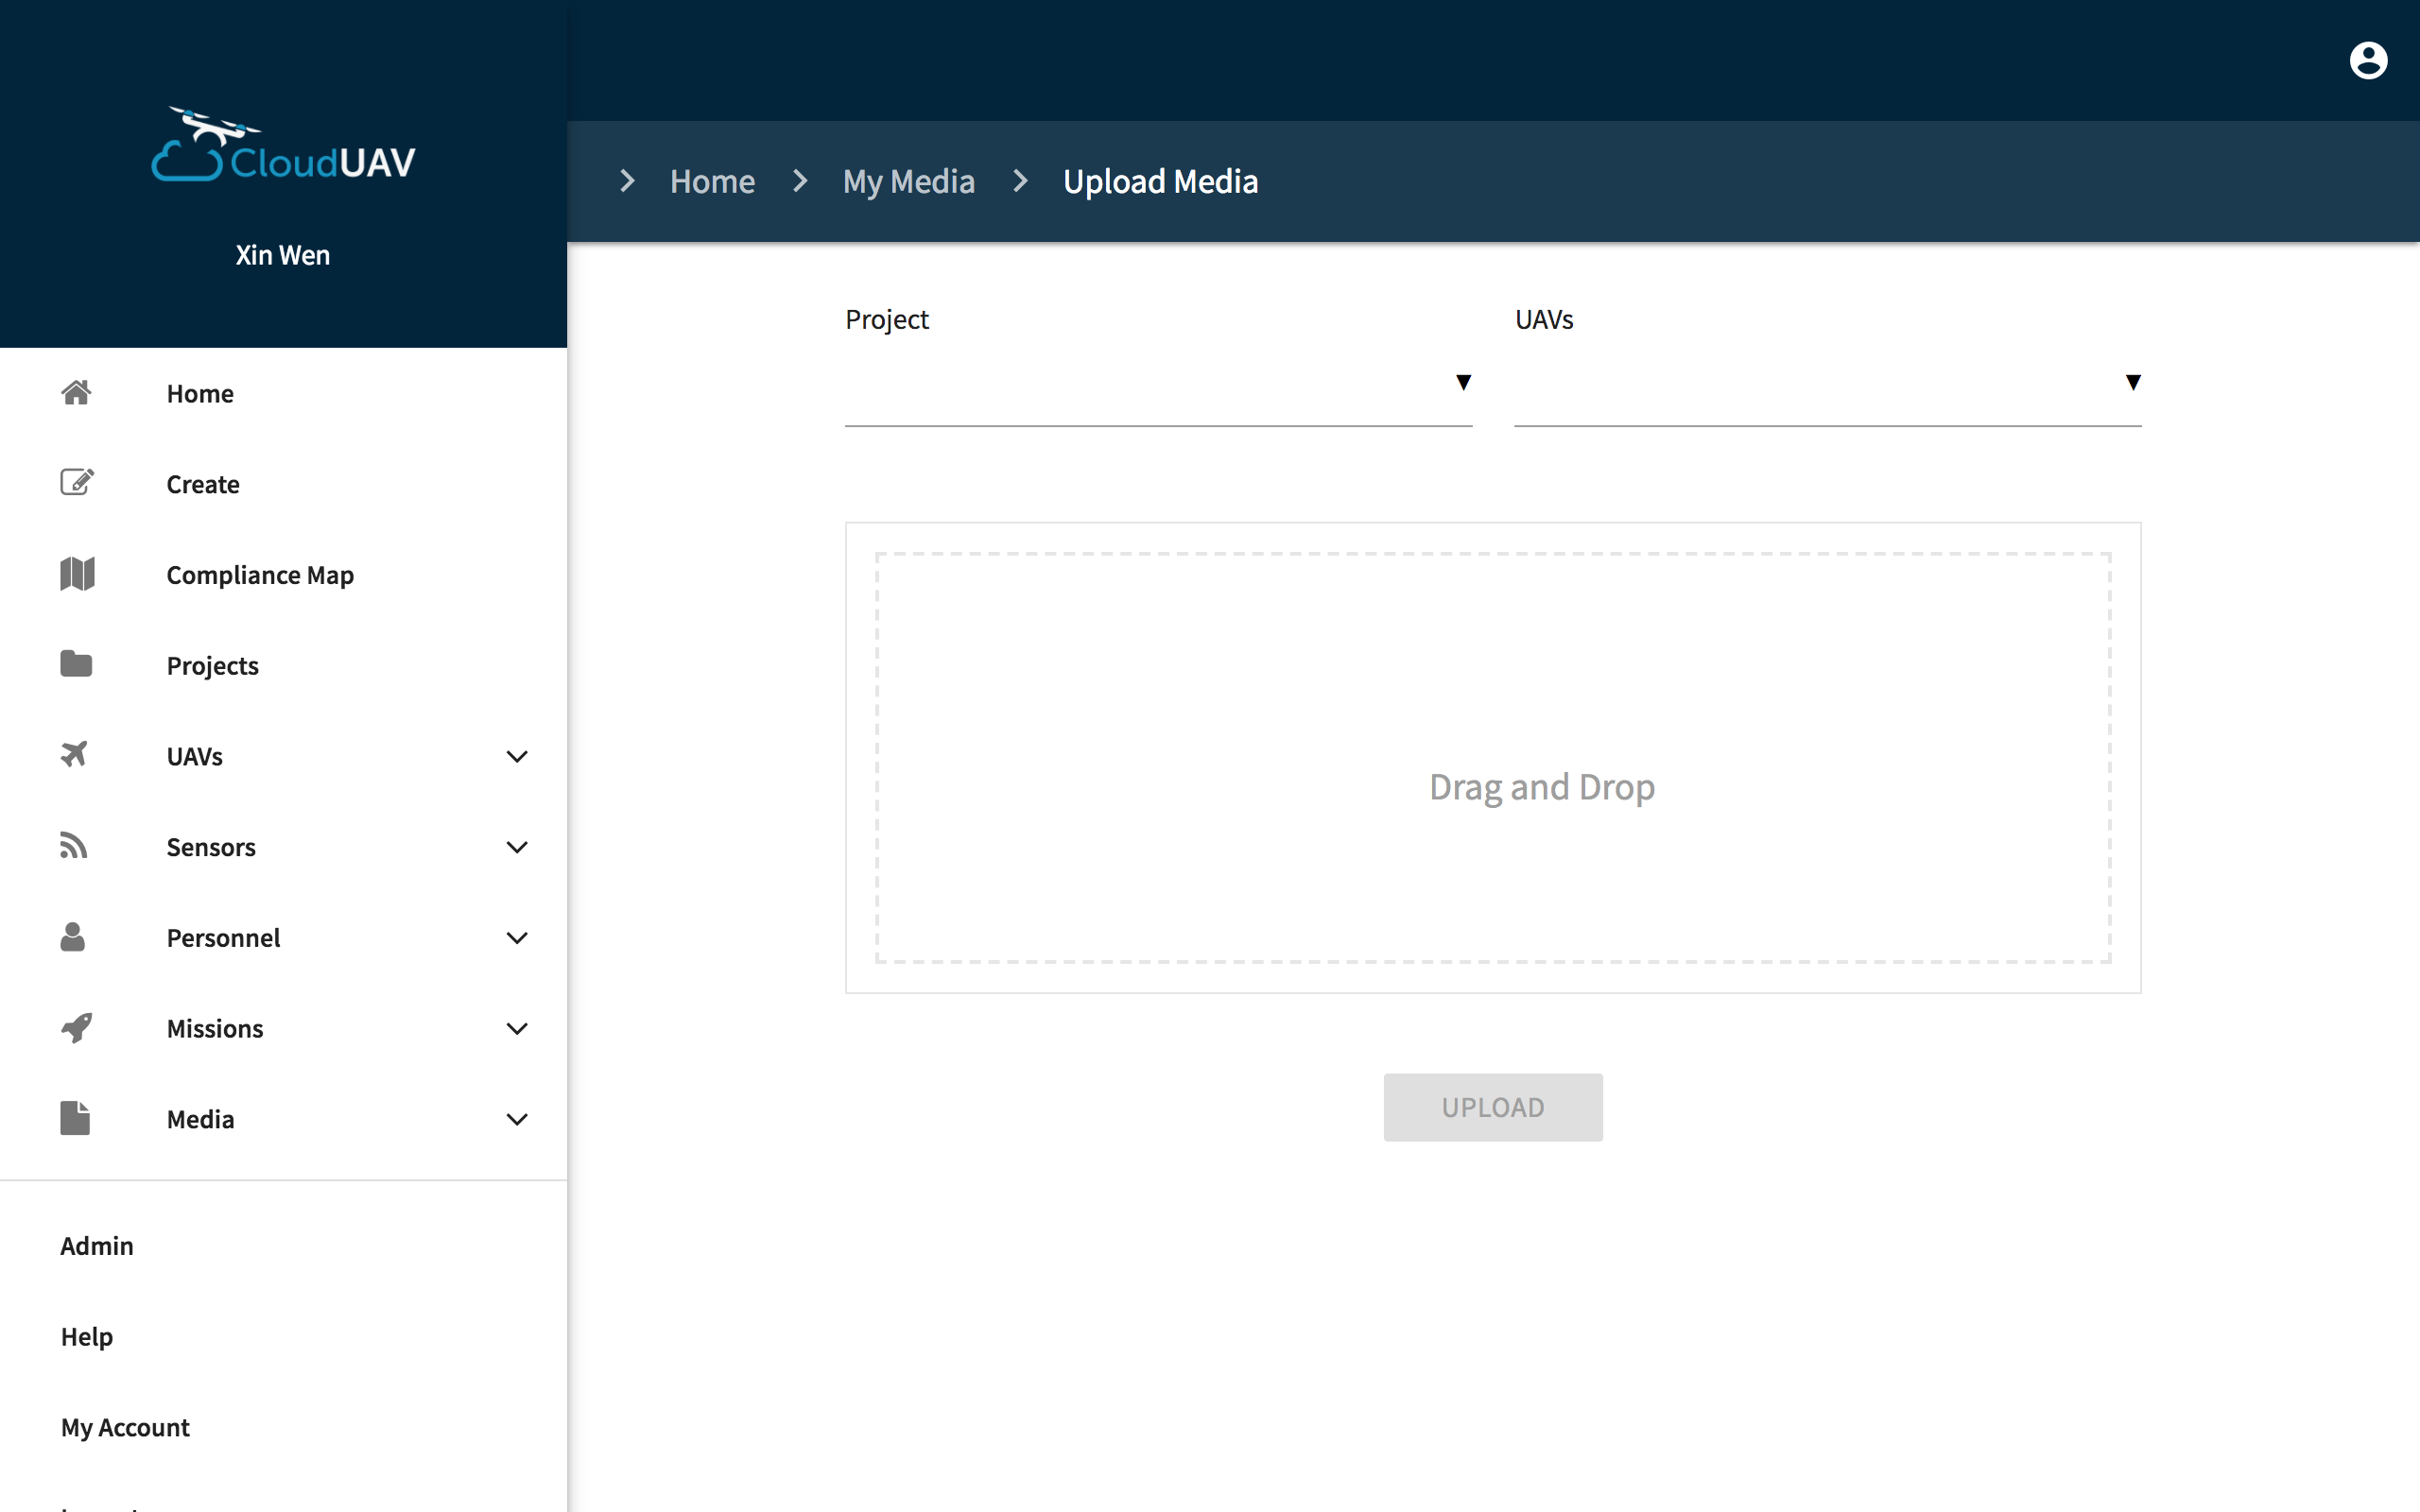 CloudUAV
Xin Wen
Home
Create
Compliance Map
Projects
UAVs
Sensors
Personnel
Missions
Media
Admin
Help
My Account
Home
My Media
Upload Media
Project
UAVs
Drag and Drop
UPLOAD